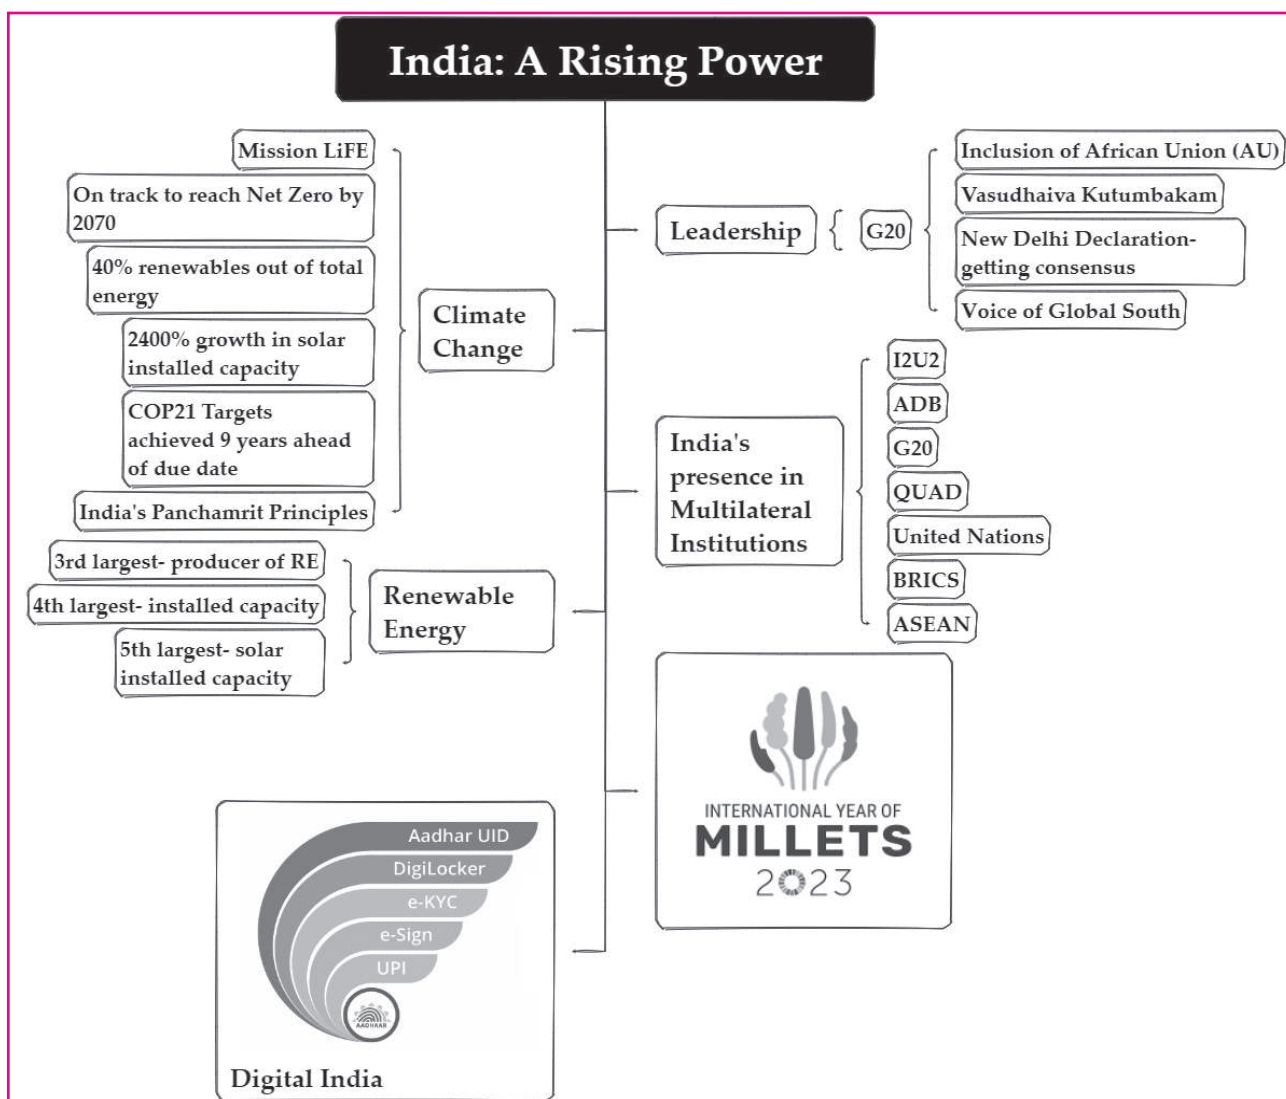 India: A Rising Power
Mission LiFE
On track to reach Net Zero by
2070
40% renewables out of total
energy
2400% growth in solar
installed capacity
COP21 Targets
achieved 9 years ahead
of due date
India's Panchamrit Principles
Climate
Change
3rd largest- producer of RE
4th largest- installed capacity
5th largest- solar
installed capacity
Renewable
Energy
Aadhar UID
DigiLocker
e-KYC
e-Sign
UPI
AADHAAR
Digital India
Leadership
G20
Inclusion of African Union (AU)
Vasudhaiva Kutumbakam
New Delhi Declaration-
getting consensus
Voice of Global South
India's
presence in
Multilateral
Institutions
I2U2
ADB
G20
QUAD
United Nations
BRICS
ASEAN
INTERNATIONAL YEAR OF
MILLETS
2023